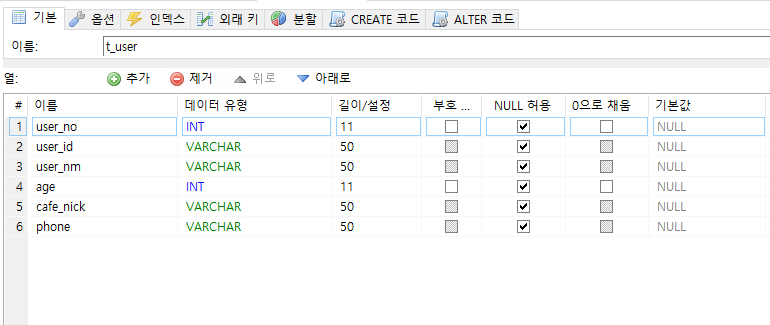 기본 옵션 인덱스 외래 키 분할 CREATE 코드 ALTER 코드
이름: t_user
열: 추가 제거 위로 아래로
# 이름 데이터 유형 길이/설정 부호 ... NULL 허용 0으로 채움 기본값
1 user_no INT 11 NULL
2 user_id VARCHAR 50 NULL
3 user_nm VARCHAR 50 NULL
4 age INT 11 NULL
5 cafe_nick VARCHAR 50 NULL
6 phone VARCHAR 50 NULL